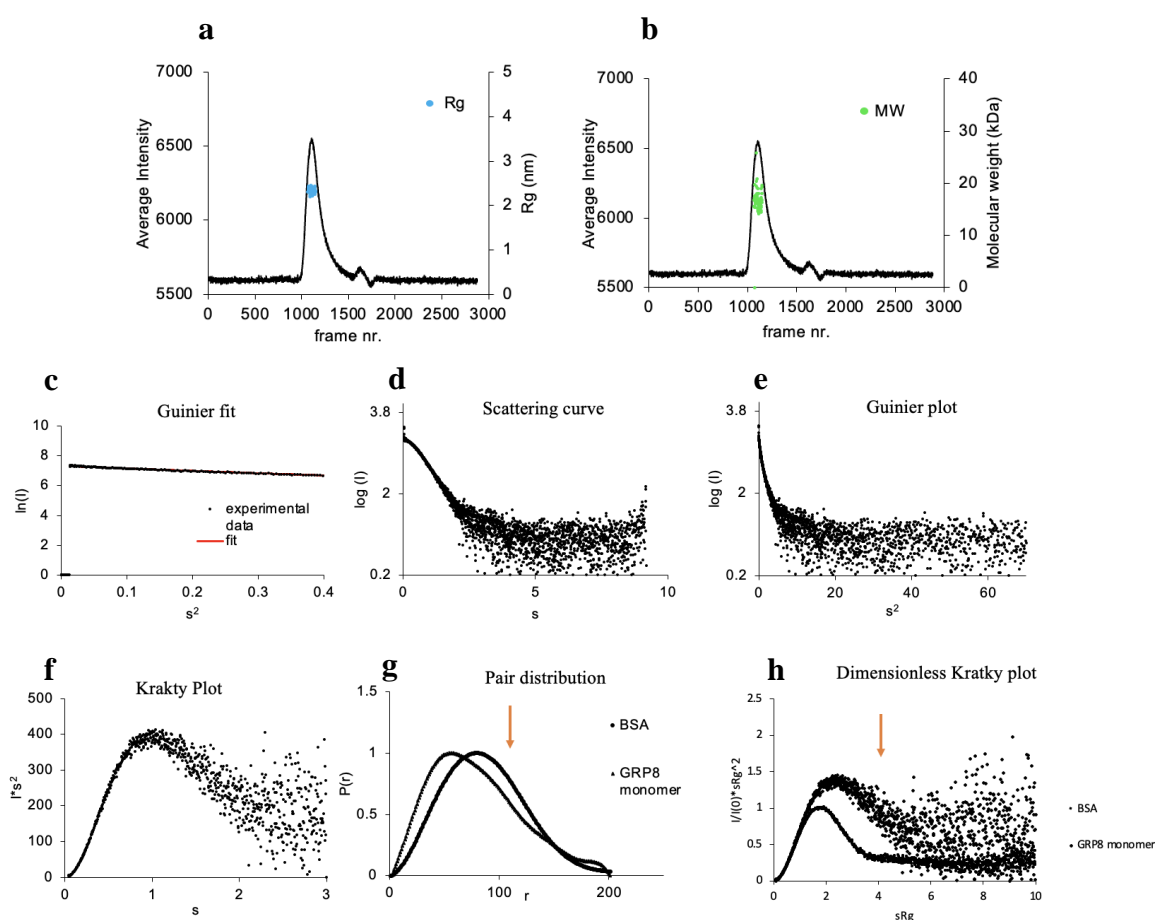 a
7000
6500
6000
5500
Average Intensity
5
4
3
2
1
0
Rg (nm)
Rg
0 500 1000 1500 2000 2500 3000
frame nr.
b
7000
6500
6000
5500
Average Intensity
40
30
20
10
0
Molecular weight (kDa)
MW
0 500 1000 1500 2000 2500 3000
frame nr.
c
Guinier fit
10
8
6
4
2
0
ln(I)
experimental
data
fit
0 0.1 0.2 0.3 0.4
s2
d
Scattering curve
3.8
2
0.2
log (I)
0 5 10
s
e
Guinier plot
3.8
2
0.2
log (I)
0 20 40 60
s2
f
Krakty Plot
500
400
300
200
100
0
I*s2
0 1 2 3
s
g
Pair distribution
1.5
1
0.5
0
P(r)
BSA
GRP8
monomer
0 50 100 150 200
r
h
Dimensionless Kratky plot
2.5
2
1.5
1
0.5
0
I/I(0)*sRg^2
BSA
GRP8 monomer
0 2 4 6 8 10
sRg